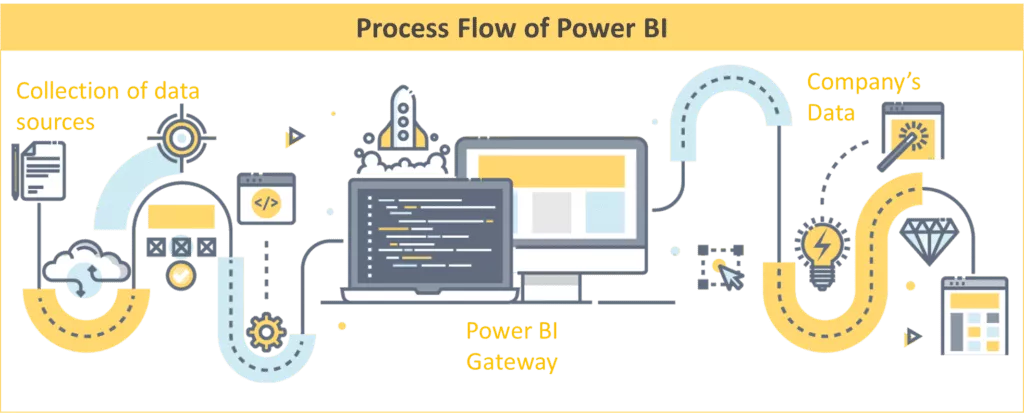 Process Flow of Power BI
Collection of data
sources
Company's
Data
</>
Power BI
Gateway